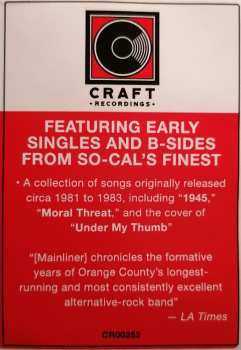 CRAFT
• RECORDINGS •
FEATURING EARLY
SINGLES AND B-SIDES
FROM SO-CAL'S FINEST
• A collection of songs originally released
circa 1981 to 1983, including "1945,"
"Moral Threat," and the cover of
"Under My Thumb"
"[Mainliner] chronicles the formative
years of Orange County's longest-
running and most consistently excellent
alternative-rock band"
— LA Times
CR00252